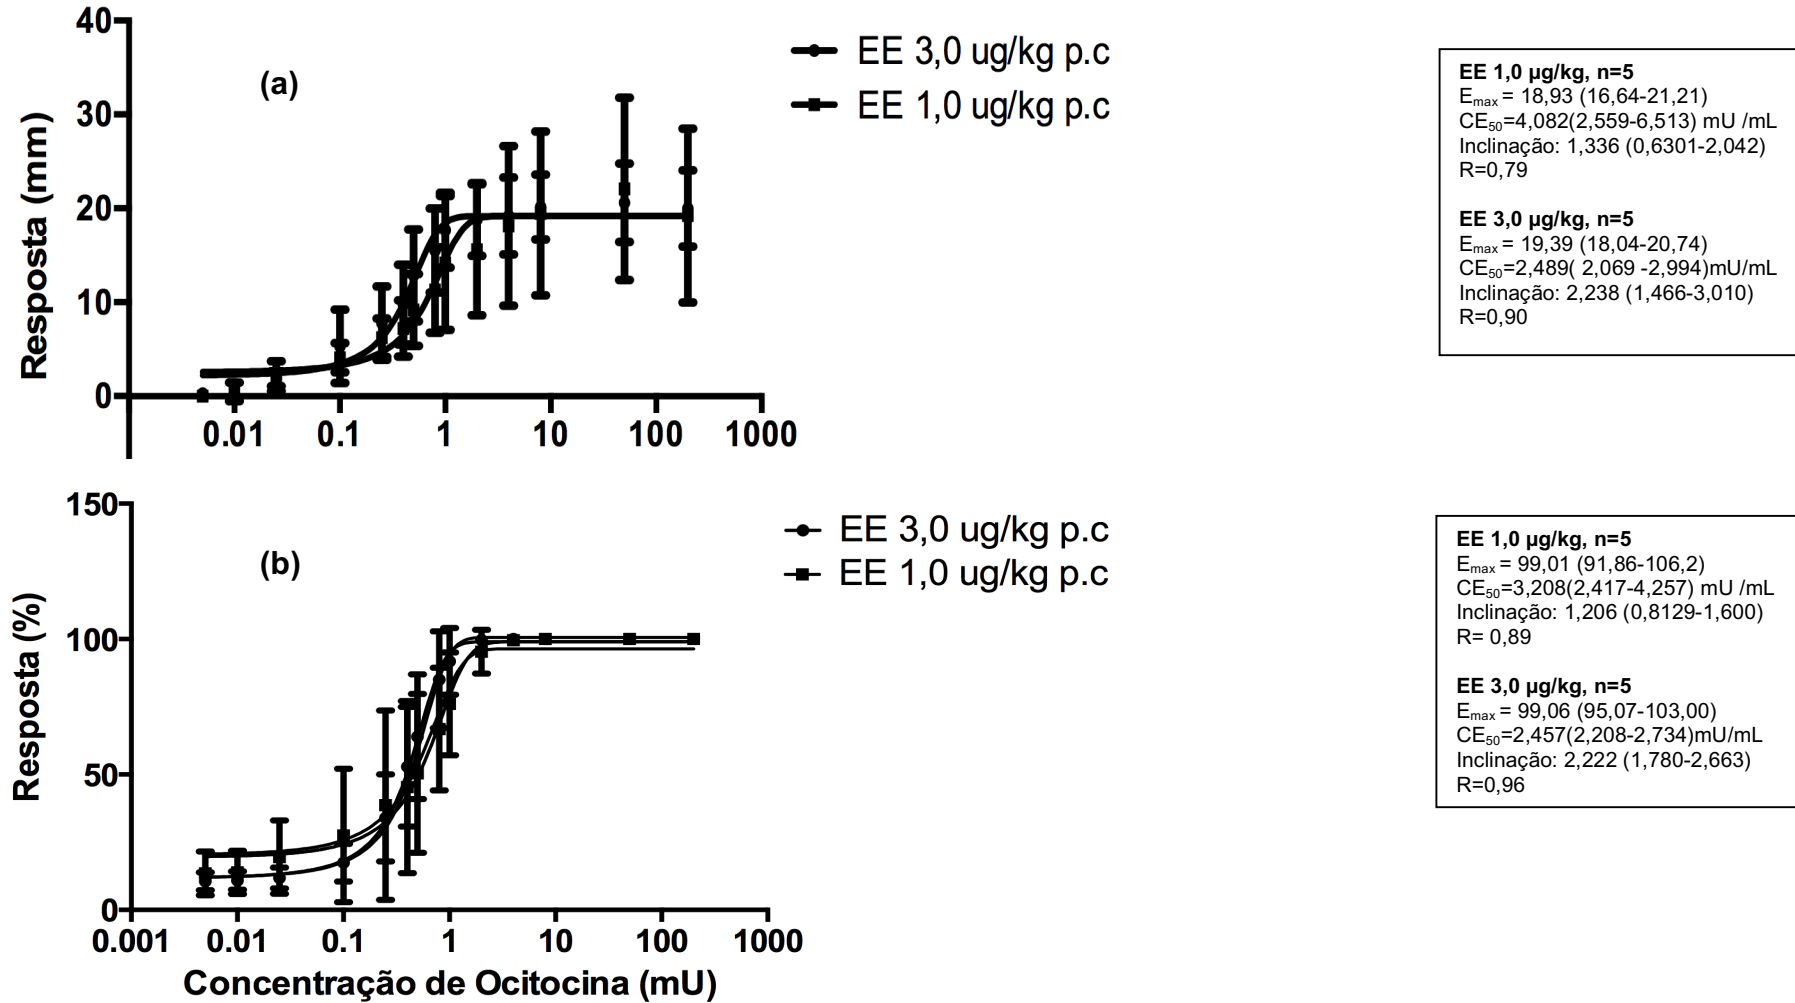 40
30
20
10
0
Resposta (mm)
(a)
EE 3,0 ug/kg p.c
EE 1,0 ug/kg p.c
0.01 0.1 1 10 100 1000
EE 1,0 µg/kg, n=5
Emax = 18,93 (16,64-21,21)
CE50=4,082(2,559-6,513) mU /mL
Inclinação: 1,336 (0,6301-2,042)
R=0,79
EE 3,0 µg/kg, n=5
Emax = 19,39 (18,04-20,74)
CE50=2,489( 2,069 -2,994)mU/mL
Inclinação: 2,238 (1,466-3,010)
R=0,90
150
100
50
0
Resposta (%)
(b)
EE 3,0 ug/kg p.c
EE 1,0 ug/kg p.c
0.001 0.01 0.1 1 10 100 1000
Concentração de Ocitocina (mU)
EE 1,0 µg/kg, n=5
Emax = 99,01 (91,86-106,2)
CE50=3,208(2,417-4,257) mU /mL
Inclinação: 1,206 (0,8129-1,600)
R= 0,89
EE 3,0 µg/kg, n=5
Emax = 99,06 (95,07-103,00)
CE50=2,457(2,208-2,734)mU/mL
Inclinação: 2,222 (1,780-2,663)
R=0,96